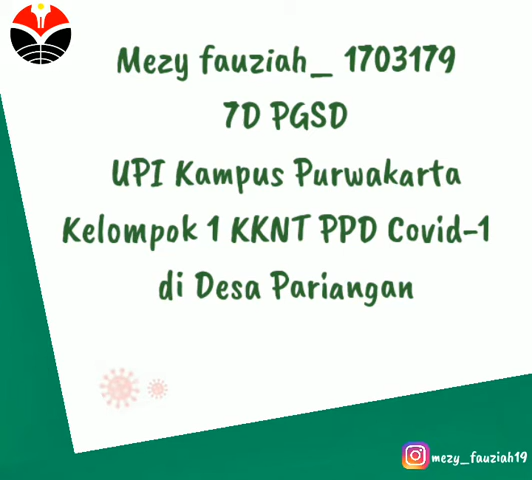 Mezy fauziah_ 1703179
7D PGSD
UPI Kampus Purwakarta
Kelompok 1 KKNT PPD Covid-1
di Desa Pariangan
mezy_fauziah19